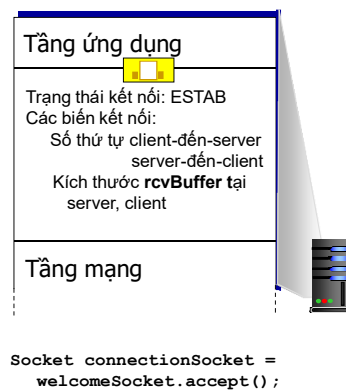 Tầng ứng dụng
Trạng thái kết nối: ESTAB
Các biến kết nối:
Số thứ tự client-đến-server
server-đến-client
Kích thước rcvBuffer tại
server, client
Tầng mạng
Socket connectionSocket =
welcomeSocket.accept();